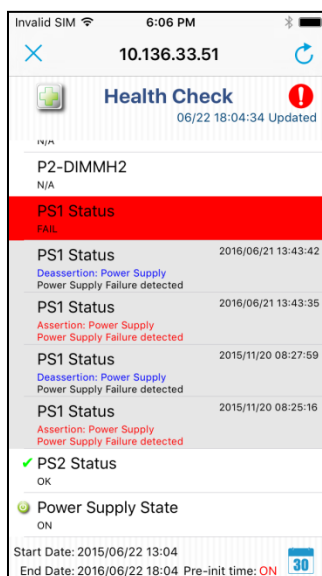 Invalid SIM 6:06 PM
10.136.33.51
Health Check
06/22 18:04:34 Updated
N/A
P2-DIMMH2
N/A
PS1 Status
FAIL
PS1 Status 2016/06/21 13:43:42
Deassertion: Power Supply
Power Supply Failure detected
PS1 Status 2016/06/21 13:43:35
Assertion: Power Supply
Power Supply Failure detected
PS1 Status 2015/11/20 08:27:59
Deassertion: Power Supply
Power Supply Failure detected
PS1 Status 2015/11/20 08:25:16
Assertion: Power Supply
Power Supply Failure detected
PS2 Status
OK
Power Supply State
ON
Start Date: 2015/06/22 13:04
End Date: 2016/06/22 18:04 Pre-init time: ON 30